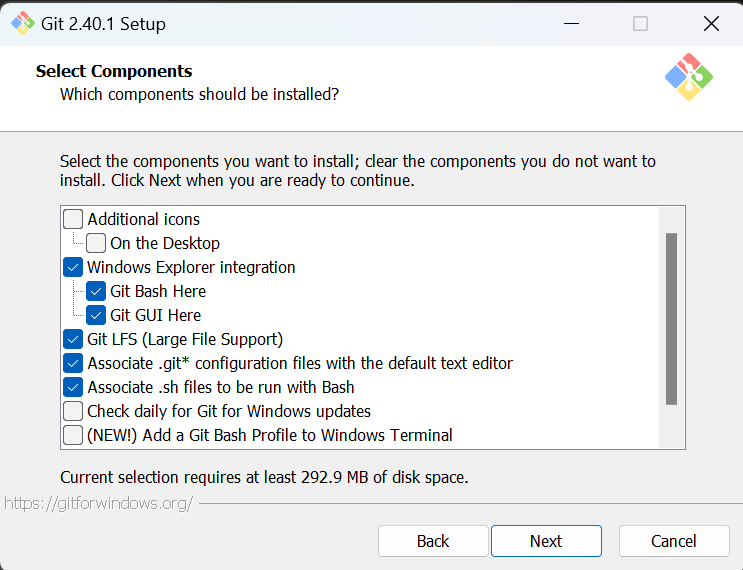 Git 2.40.1 Setup
Select Components
Which components should be installed?
Select the components you want to install; clear the components you do not want to
install. Click Next when you are ready to continue.
Additional icons
On the Desktop
Windows Explorer integration
Git Bash Here
Git GUI Here
Git LFS (Large File Support)
Associate .git* configuration files with the default text editor
Associate .sh files to be run with Bash
Check daily for Git for Windows updates
(NEW!) Add a Git Bash Profile to Windows Terminal
Current selection requires at least 292.9 MB of disk space.
https://gitforwindows.org/
Back Next Cancel